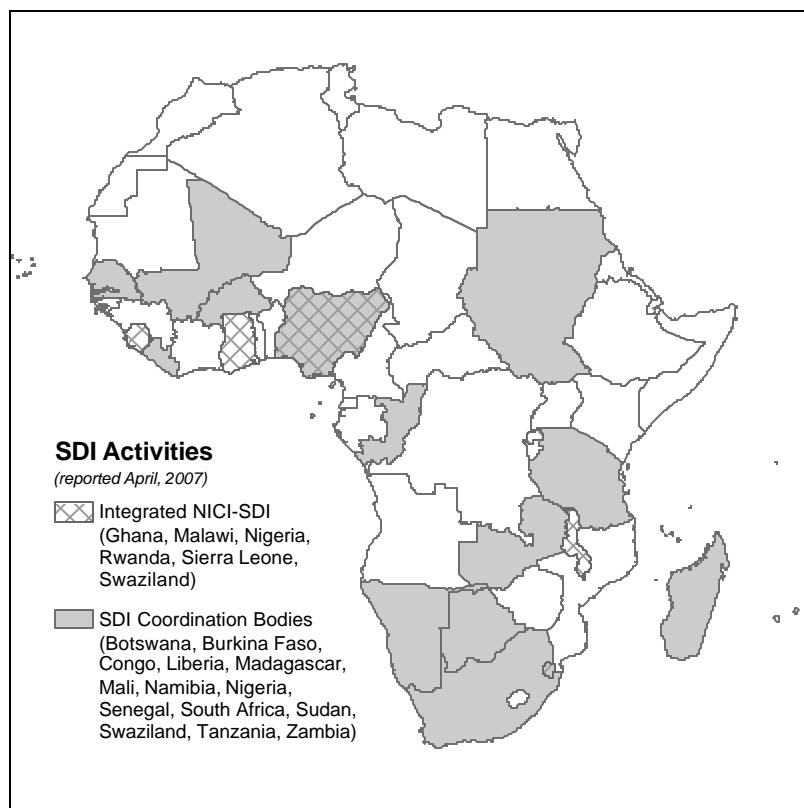 SDI Activities
(reported April, 2007)
Integrated NICI-SDI
(Ghana, Malawi, Nigeria,
Rwanda, Sierra Leone,
Swaziland)
SDI Coordination Bodies
(Botswana, Burkina Faso,
Congo, Liberia, Madagascar,
Mali, Namibia, Nigeria,
Senegal, South Africa, Sudan,
Swaziland, Tanzania, Zambia)